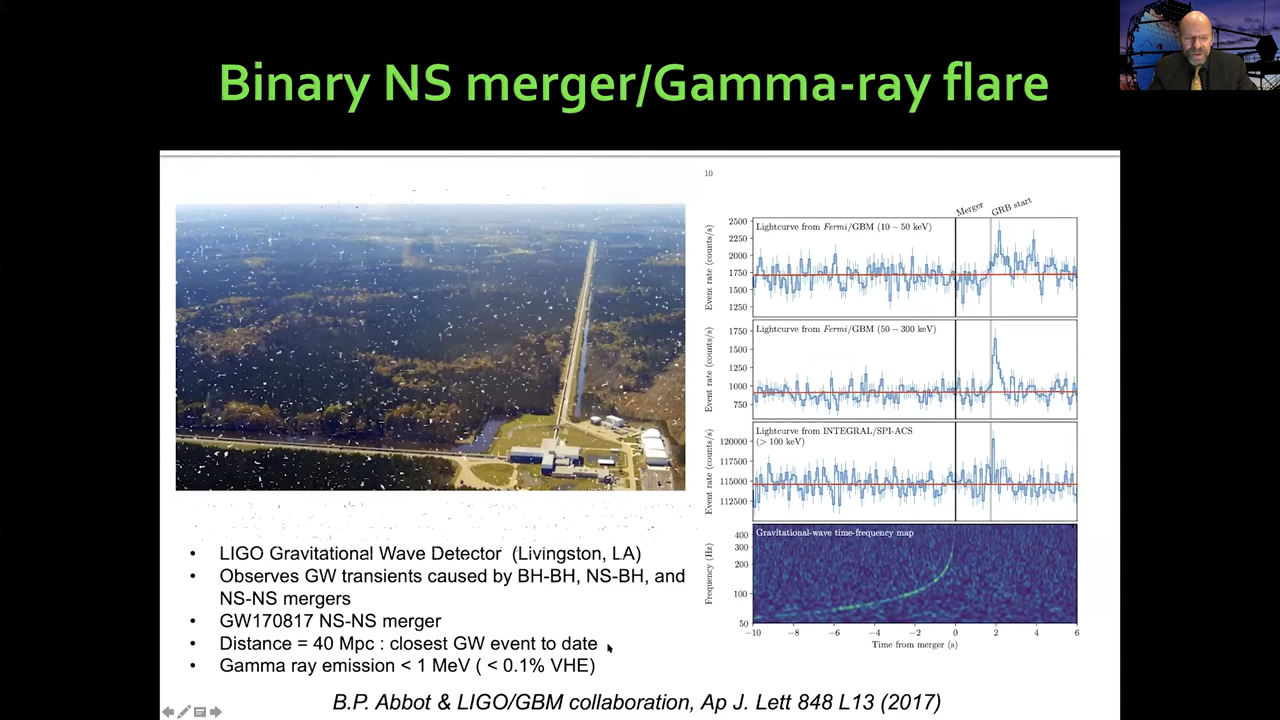 Binary NS merger/Gamma-ray flare
10
Merger
GRB start
Lightcurve from Fermi/GBM (10 − 50 keV)
Event rate (counts/s)
2500
2250
2000
1750
1500
1250
Lightcurve from Fermi/GBM (50 − 300 keV)
Event rate (counts/s)
1750
1500
1250
1000
750
Lightcurve from INTEGRAL/SPI-ACS
(> 100 keV)
Event rate (counts/s)
120000
117500
115000
112500
Gravitational-wave time-frequency map
Frequency (Hz)
400
300
200
100
50
−10 −8 −6 −4 −2 0 2 4 6
Time from merger (s)
• LIGO Gravitational Wave Detector (Livingston, LA)
• Observes GW transients caused by BH-BH, NS-BH, and
NS-NS mergers
• GW170817 NS-NS merger
• Distance = 40 Mpc : closest GW event to date
• Gamma ray emission < 1 MeV ( < 0.1% VHE)
B.P. Abbot & LIGO/GBM collaboration, Ap J. Lett 848 L13 (2017)